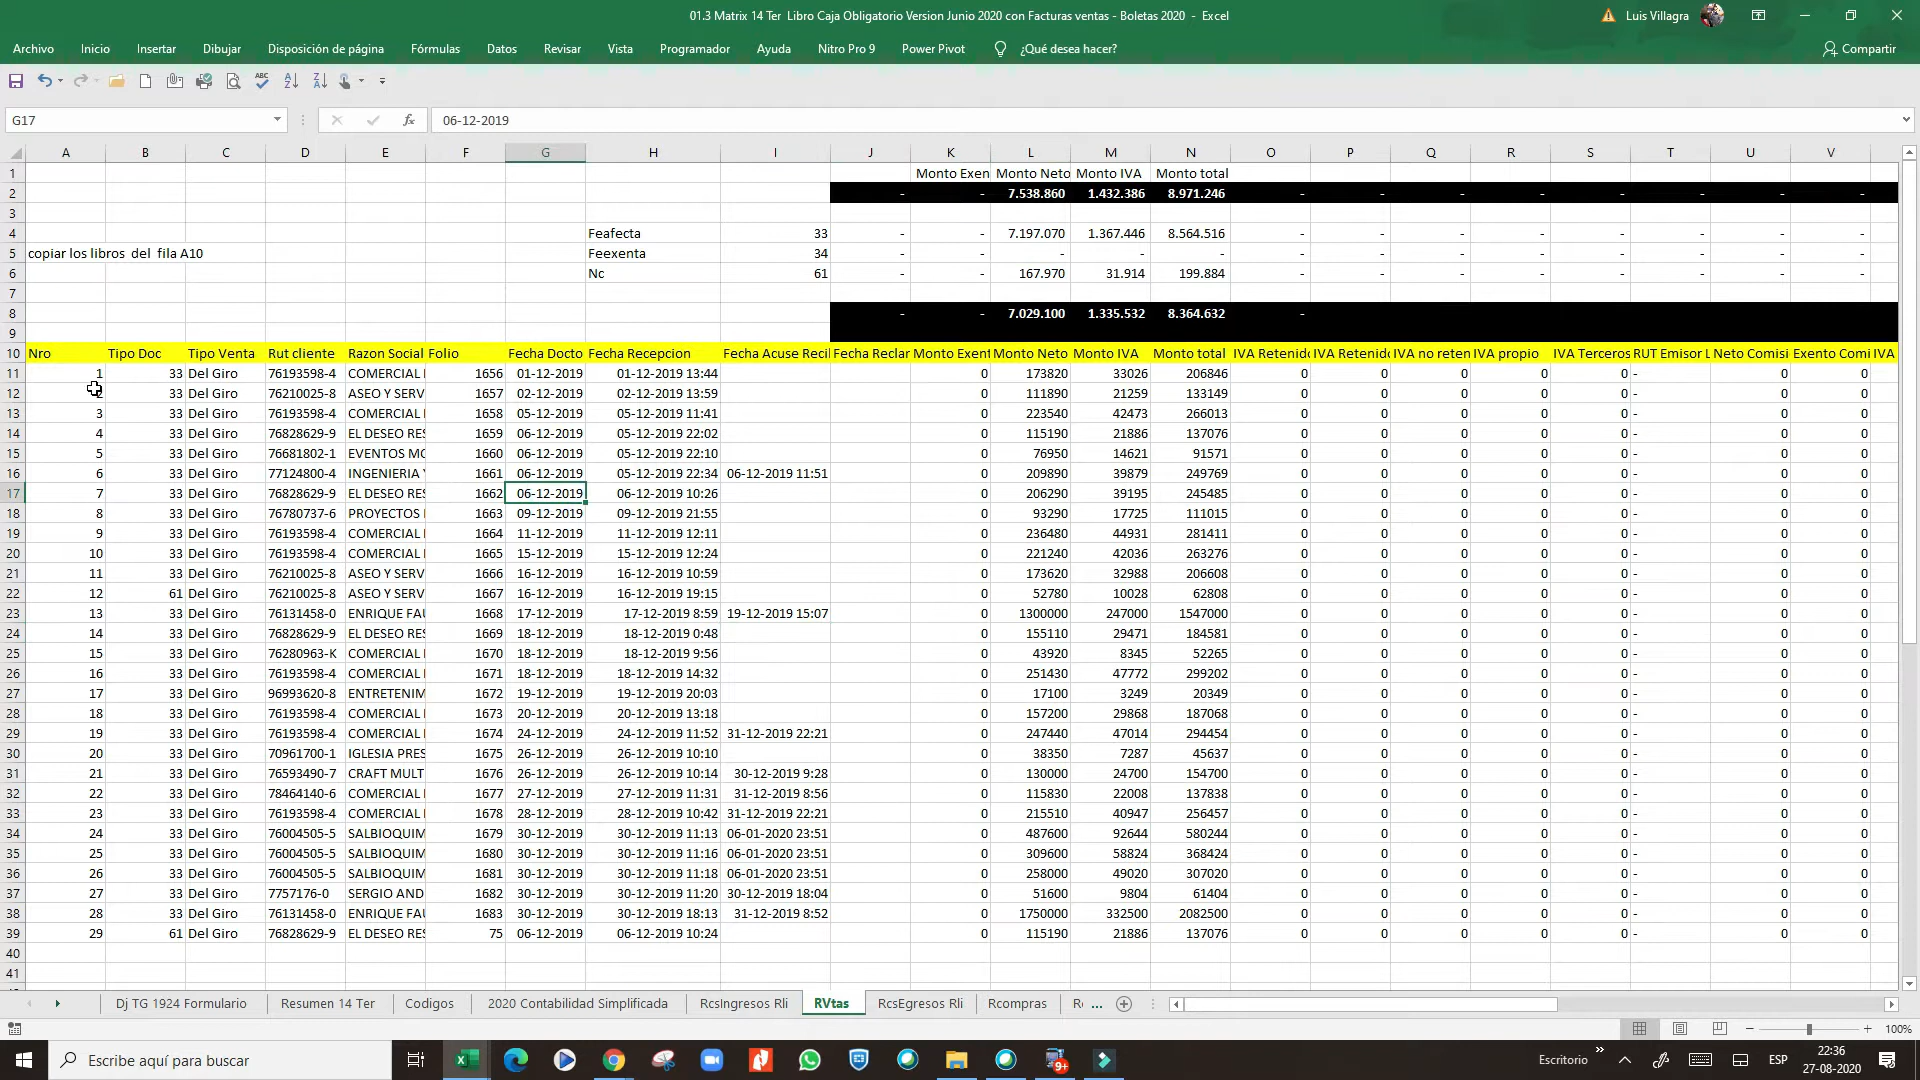 01.3 Matrix 14 Ter Libro Caja Obligatorio Version Junio 2020 con Facturas ventas - Boletas 2020 - Excel
Luis Villagra
Archivo Inicio Insertar Dibujar Disposición de página Fórmulas Datos Revisar Vista Programador Ayuda Nitro Pro 9 Power Pivot ¿Qué desea hacer? Compartir
G17 fx 06-12-2019
A B C D E F G H I J K L M N O P Q R S T U V
1 Monto Exen Monto Neto Monto IVA Monto total
2 - - 7.538.860 1.432.386 8.971.246 - - - - - - - -
3
4 Feafecta 33 - - 7.197.070 1.367.446 8.564.516 - - - - - - - -
5 copiar los libros del fila A10 Feexenta 34 - - - - - - - - - - - - -
6 Nc 61 - - 167.970 31.914 199.884 - - - - - - - -
7
8 - - 7.029.100 1.335.532 8.364.632 -
9
10 Nro Tipo Doc Tipo Venta Rut cliente Razon Social Folio Fecha Docto Fecha Recepcion Fecha Acuse Reci Fecha Reclar Monto Exent Monto Neto Monto IVA Monto total IVA Retenido IVA Retenido IVA no reten IVA propio IVA Terceros RUT Emisor L Neto Comisi Exento Comi IVA
11 1 33 Del Giro 76193598-4 COMERCIAL 1656 01-12-2019 01-12-2019 13:44 0 173820 33026 206846 0 0 0 0 0 - 0 0
12 2 33 Del Giro 76210025-8 ASEO Y SERV 1657 02-12-2019 02-12-2019 13:59 0 111890 21259 133149 0 0 0 0 0 - 0 0
13 3 33 Del Giro 76193598-4 COMERCIAL 1658 05-12-2019 05-12-2019 11:41 0 223540 42473 266013 0 0 0 0 0 - 0 0
14 4 33 Del Giro 76828629-9 EL DESEO RES 1659 06-12-2019 05-12-2019 22:02 0 115190 21886 137076 0 0 0 0 0 - 0 0
15 5 33 Del Giro 76681802-1 EVENTOS MO 1660 06-12-2019 05-12-2019 22:10 0 76950 14621 91571 0 0 0 0 0 - 0 0
16 6 33 Del Giro 77124800-4 INGENIERIA Y 1661 06-12-2019 05-12-2019 22:34 06-12-2019 11:51 0 209890 39879 249769 0 0 0 0 0 - 0 0
17 7 33 Del Giro 76828629-9 EL DESEO RES 1662 06-12-2019 06-12-2019 10:26 0 206290 39195 245485 0 0 0 0 0 - 0 0
18 8 33 Del Giro 76780737-6 PROYECTOS 1663 09-12-2019 09-12-2019 21:55 0 93290 17725 111015 0 0 0 0 0 - 0 0
19 9 33 Del Giro 76193598-4 COMERCIAL 1664 11-12-2019 11-12-2019 12:11 0 236480 44931 281411 0 0 0 0 0 - 0 0
20 10 33 Del Giro 76193598-4 COMERCIAL 1665 15-12-2019 15-12-2019 12:24 0 221240 42036 263276 0 0 0 0 0 - 0 0
21 11 33 Del Giro 76210025-8 ASEO Y SERV 1666 16-12-2019 16-12-2019 10:59 0 173620 32988 206608 0 0 0 0 0 - 0 0
22 12 61 Del Giro 76210025-8 ASEO Y SERV 1667 16-12-2019 16-12-2019 19:15 0 52780 10028 62808 0 0 0 0 0 - 0 0
23 13 33 Del Giro 76131458-0 ENRIQUE FAU 1668 17-12-2019 17-12-2019 8:59 19-12-2019 15:07 0 1300000 247000 1547000 0 0 0 0 0 - 0 0
24 14 33 Del Giro 76828629-9 EL DESEO RES 1669 18-12-2019 18-12-2019 0:48 0 155110 29471 184581 0 0 0 0 0 - 0 0
25 15 33 Del Giro 76280963-K COMERCIAL 1670 18-12-2019 18-12-2019 9:56 0 43920 8345 52265 0 0 0 0 0 - 0 0
26 16 33 Del Giro 76193598-4 COMERCIAL 1671 18-12-2019 18-12-2019 14:32 0 251430 47772 299202 0 0 0 0 0 - 0 0
27 17 33 Del Giro 96993620-8 ENTRETENIM 1672 19-12-2019 19-12-2019 20:03 0 17100 3249 20349 0 0 0 0 0 - 0 0
28 18 33 Del Giro 76193598-4 COMERCIAL 1673 20-12-2019 20-12-2019 13:18 0 157200 29868 187068 0 0 0 0 0 - 0 0
29 19 33 Del Giro 76193598-4 COMERCIAL 1674 24-12-2019 24-12-2019 11:52 31-12-2019 22:21 0 247440 47014 294454 0 0 0 0 0 - 0 0
30 20 33 Del Giro 70961700-1 IGLESIA PRES 1675 26-12-2019 26-12-2019 10:10 0 38350 7287 45637 0 0 0 0 0 - 0 0
31 21 33 Del Giro 76593490-7 CRAFT MULT 1676 26-12-2019 26-12-2019 10:14 30-12-2019 9:28 0 130000 24700 154700 0 0 0 0 0 - 0 0
32 22 33 Del Giro 78464140-6 COMERCIAL 1677 27-12-2019 27-12-2019 11:31 31-12-2019 8:56 0 115830 22008 137838 0 0 0 0 0 - 0 0
33 23 33 Del Giro 76193598-4 COMERCIAL 1678 28-12-2019 28-12-2019 10:42 31-12-2019 22:21 0 215510 40947 256457 0 0 0 0 0 - 0 0
34 24 33 Del Giro 76004505-5 SALBIOQUIM 1679 30-12-2019 30-12-2019 11:13 06-01-2020 23:51 0 487600 92644 580244 0 0 0 0 0 - 0 0
35 25 33 Del Giro 76004505-5 SALBIOQUIM 1680 30-12-2019 30-12-2019 11:16 06-01-2020 23:51 0 309600 58824 368424 0 0 0 0 0 - 0 0
36 26 33 Del Giro 76004505-5 SALBIOQUIM 1681 30-12-2019 30-12-2019 11:18 06-01-2020 23:51 0 258000 49020 307020 0 0 0 0 0 - 0 0
37 27 33 Del Giro 7757176-0 SERGIO AND 1682 30-12-2019 30-12-2019 11:20 30-12-2019 18:04 0 51600 9804 61404 0 0 0 0 0 - 0 0
38 28 33 Del Giro 76131458-0 ENRIQUE FAU 1683 30-12-2019 30-12-2019 18:13 31-12-2019 8:52 0 1750000 332500 2082500 0 0 0 0 0 - 0 0
39 29 61 Del Giro 76828629-9 EL DESEO RES 75 06-12-2019 06-12-2019 10:24 0 115190 21886 137076 0 0 0 0 0 - 0 0
40
41
Dj TG 1924 Formulario Resumen 14 Ter Codigos 2020 Contabilidad Simplificada RcsIngresos Rli RVtas RcsEgresos Rli Rcompras ...
100%
Escribe aquí para buscar
Escritorio ESP 22:36
27-08-2020